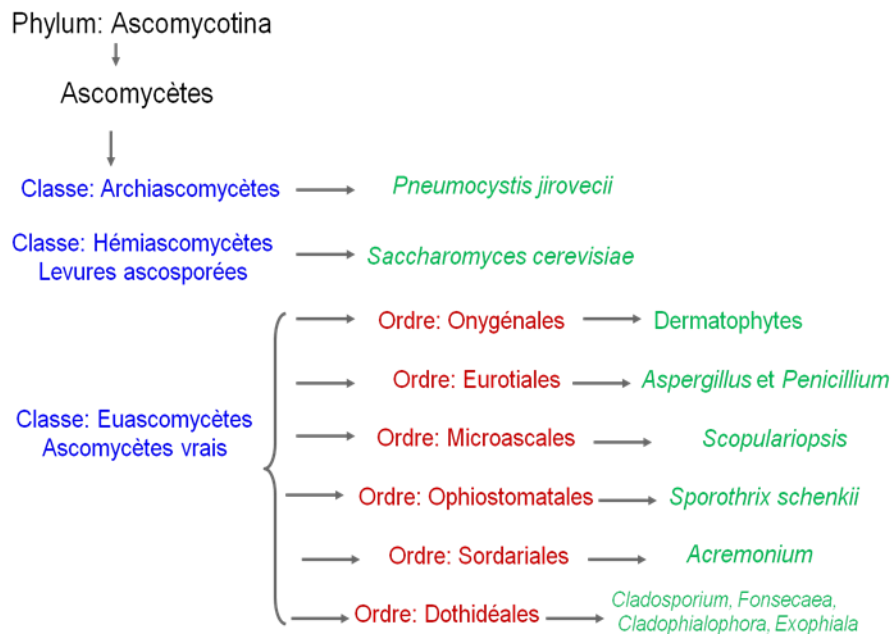 Phylum: Ascomycotina
Ascomycètes
Classe: Archiascomycètes
Pneumocystis jirovecii
Classe: Hémiascomycètes
Levures ascosporées
Saccharomyces cerevisiae
Classe: Euascomycètes
Ascomycètes vrais
Ordre: Onygénales
Dermatophytes
Ordre: Eurotiales
Aspergillus et Penicillium
Ordre: Microascales
Scopulariopsis
Ordre: Ophiostomatales
Sporothrix schenkii
Ordre: Sordariales
Acremonium
Ordre: Dothidéales
Cladosporium, Fonsecaea,
Cladophialophora, Exophiala